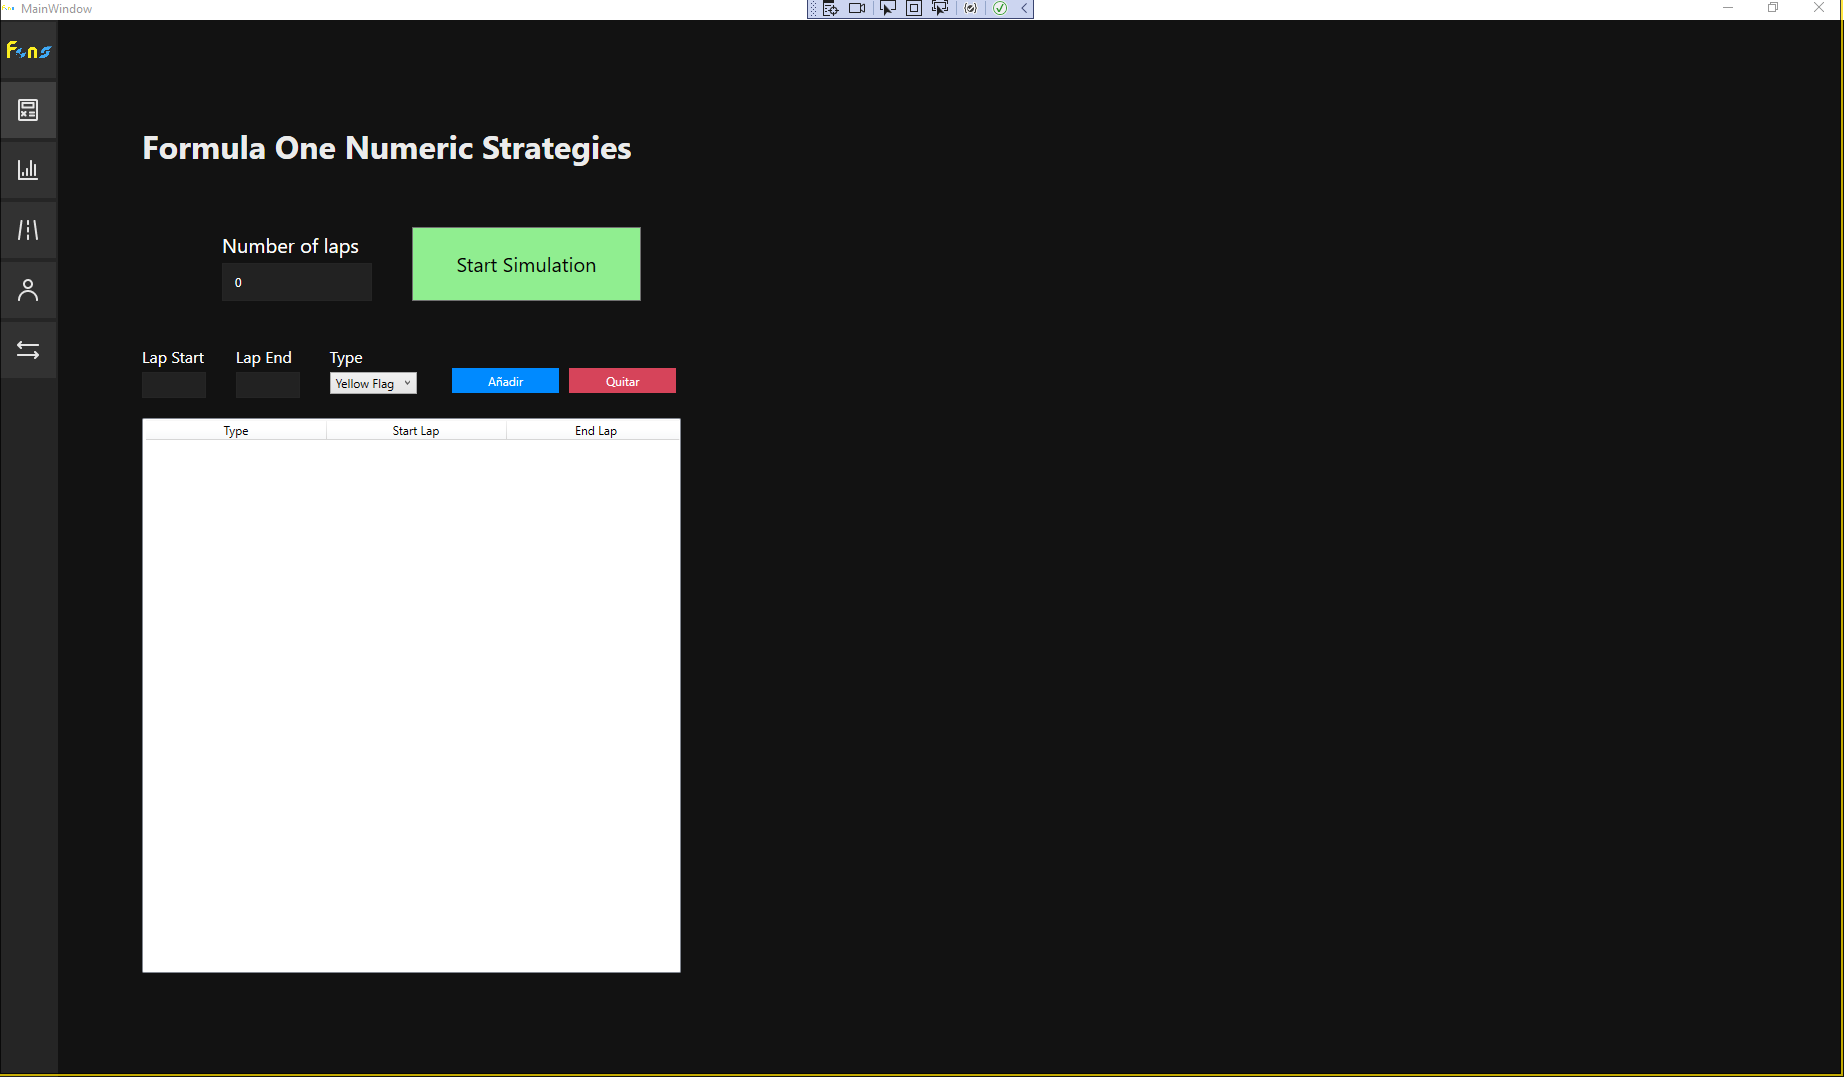 MainWindow
Fons
Formula One Numeric Strategies
Number of laps
0
Start Simulation
Lap Start
Lap End
Type
Yellow Flag
Añadir
Quitar
Type Start Lap End Lap